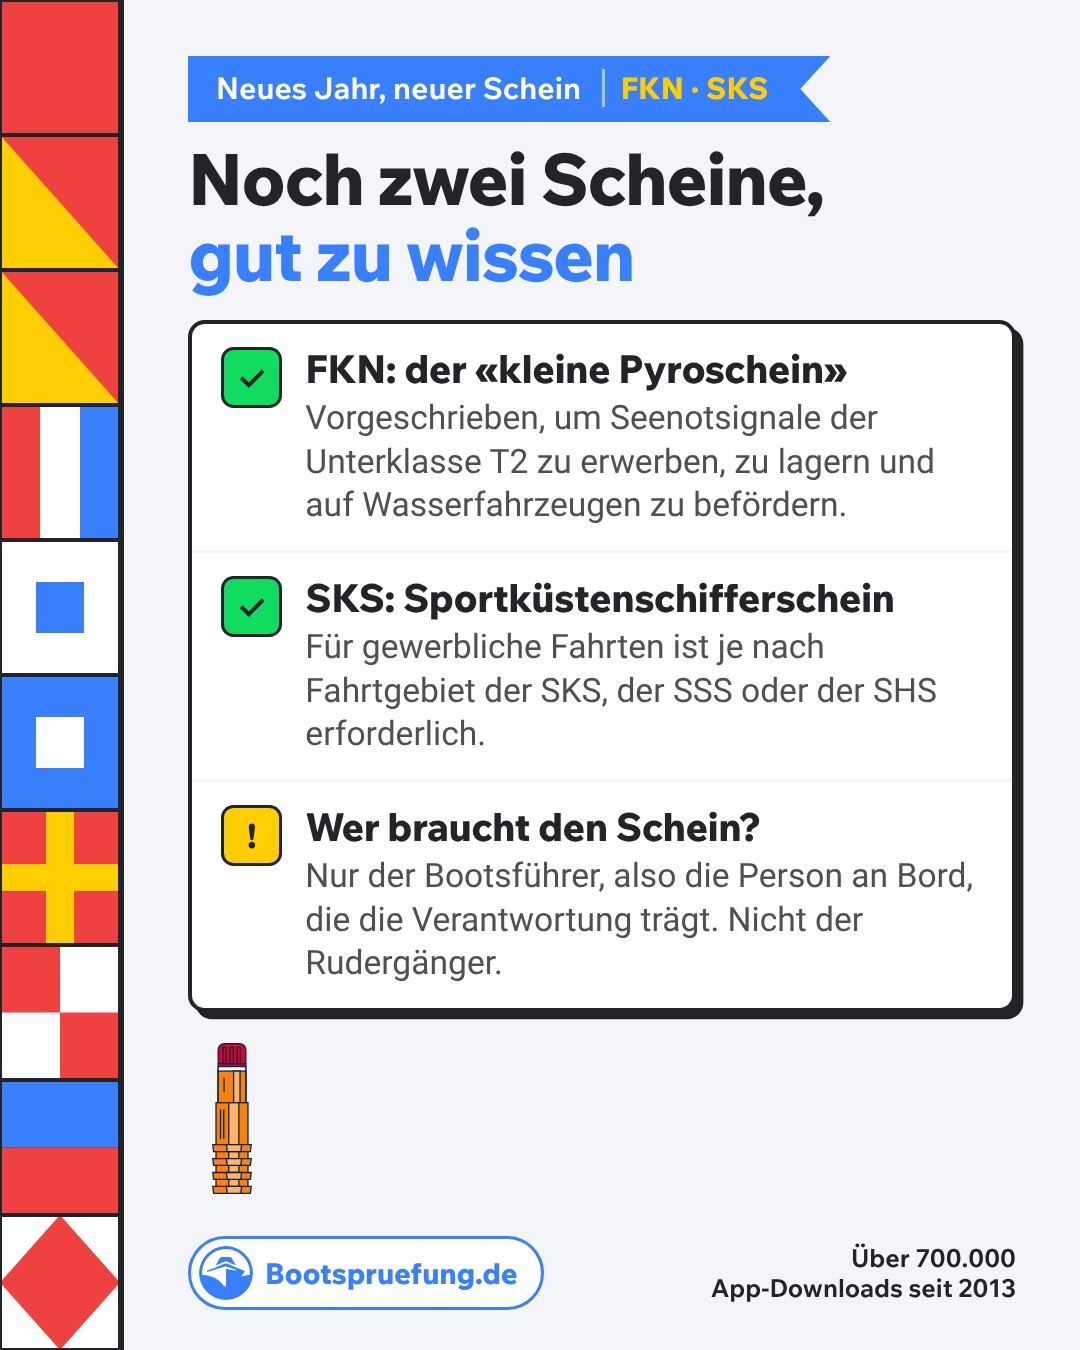 Neues Jahr, neuer Schein | FKN · SKS
Noch zwei Scheine,
gut zu wissen
FKN: der «kleine Pyroschein»
Vorgeschrieben, um Seenotsignale der
Unterklasse T2 zu erwerben, zu lagern und
auf Wasserfahrzeugen zu befördern.
SKS: Sportküstenschifferschein
Für gewerbliche Fahrten ist je nach
Fahrtgebiet der SKS, der SSS oder der SHS
erforderlich.
!
Wer braucht den Schein?
Nur der Bootsführer, also die Person an Bord,
die die Verantwortung trägt. Nicht der
Rudergänger.
Bootspruefung.de
Über 700.000
App-Downloads seit 2013